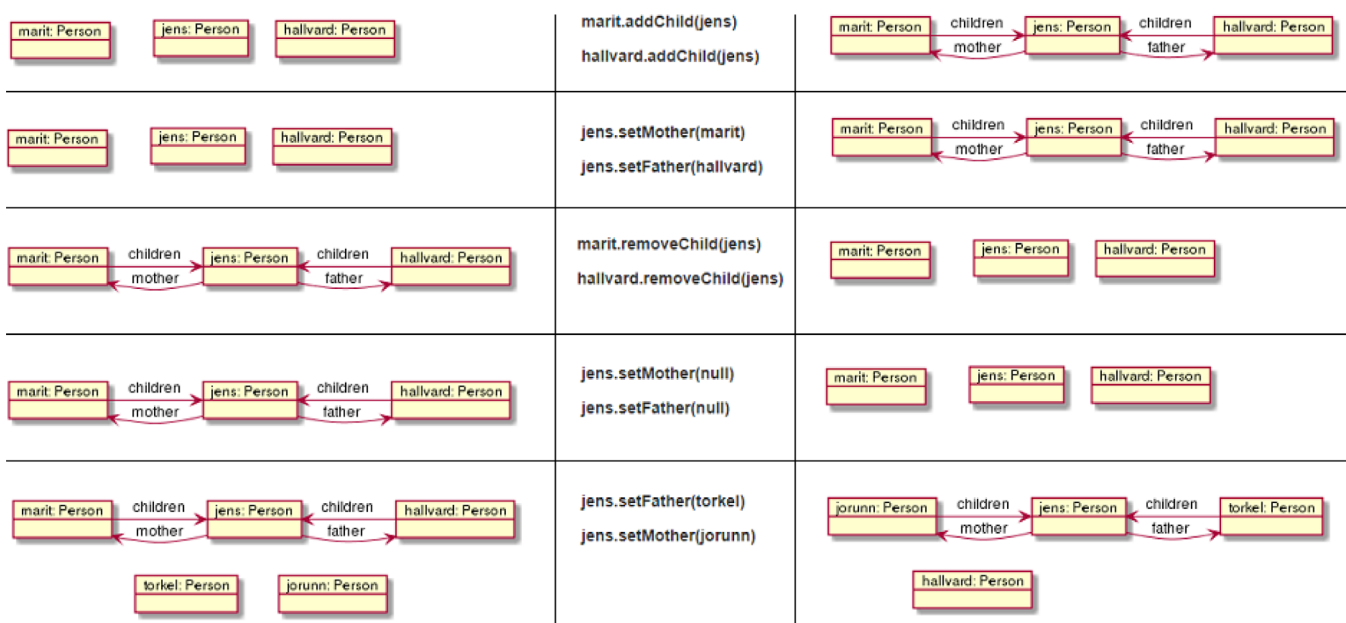 marit: Person
jens: Person
hallvard: Person
marit.addChild(jens)
hallvard.addChild(jens)
marit: Person
children
mother
jens: Person
children
father
hallvard: Person
marit: Person
jens: Person
hallvard: Person
jens.setMother(marit)
jens.setFather(hallvard)
marit: Person
children
mother
jens: Person
children
father
hallvard: Person
marit: Person
children
mother
jens: Person
children
father
hallvard: Person
marit.removeChild(jens)
hallvard.removeChild(jens)
marit: Person
jens: Person
hallvard: Person
marit: Person
children
mother
jens: Person
children
father
hallvard: Person
jens.setMother(null)
jens.setFather(null)
marit: Person
jens: Person
hallvard: Person
marit: Person
children
mother
jens: Person
children
father
hallvard: Person
torkel: Person
jorunn: Person
jens.setFather(torkel)
jens.setMother(jorunn)
jorunn: Person
children
mother
jens: Person
children
father
torkel: Person
hallvard: Person